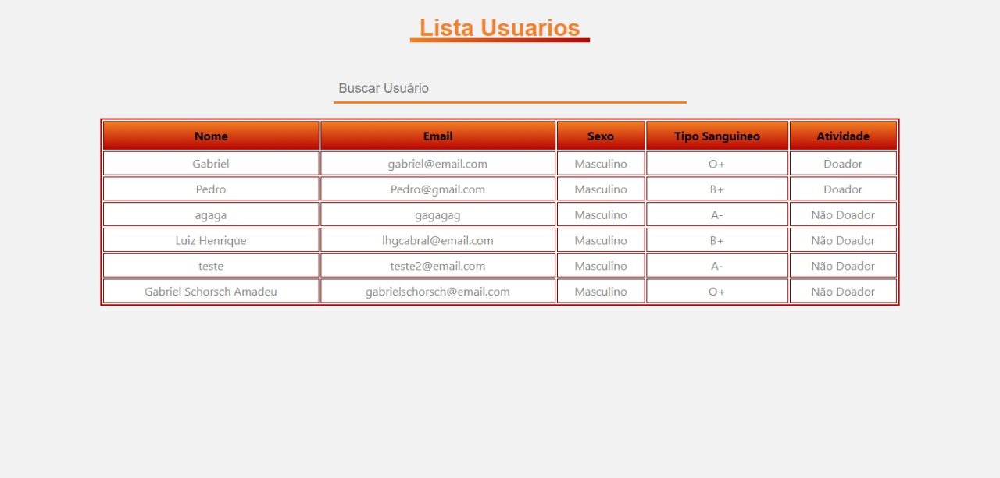 Lista Usuarios
Buscar Usuário
Nome Email Sexo Tipo Sanguineo Atividade
Gabriel gabriel@email.com Masculino O+ Doador
Pedro Pedro@gmail.com Masculino B+ Doador
agaga gagagag Masculino A- Não Doador
Luiz Henrique lhgcabral@email.com Masculino B+ Não Doador
teste teste2@email.com Masculino A- Não Doador
Gabriel Schorsch Amadeu gabrielschorsch@email.com Masculino O+ Não Doador